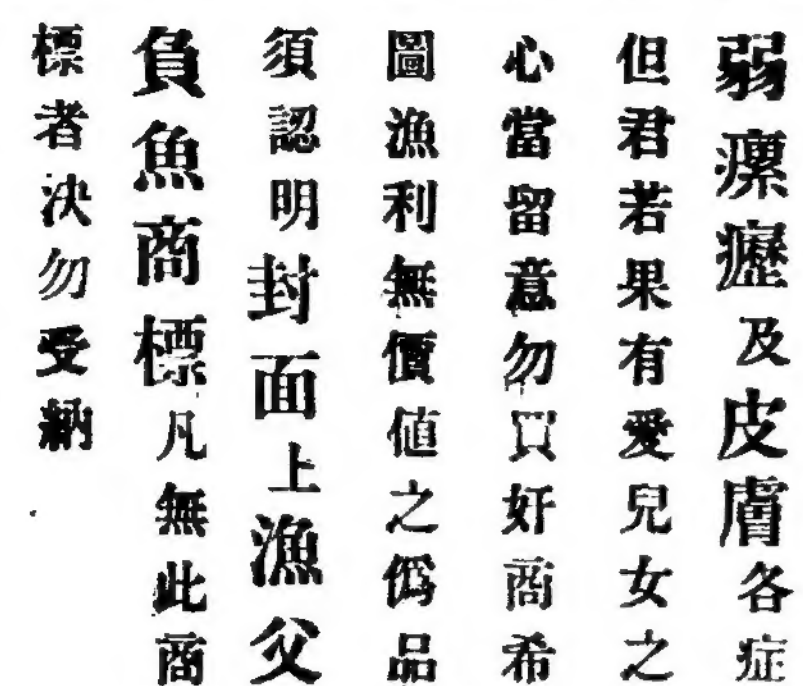 弱瘰癧及皮膚各症
但君若果有愛兒女之
心當留意勿買奸商希
圖漁利無價值之僞品
須認明封面上漁父
負魚商標凡無此商
標者決勿受納